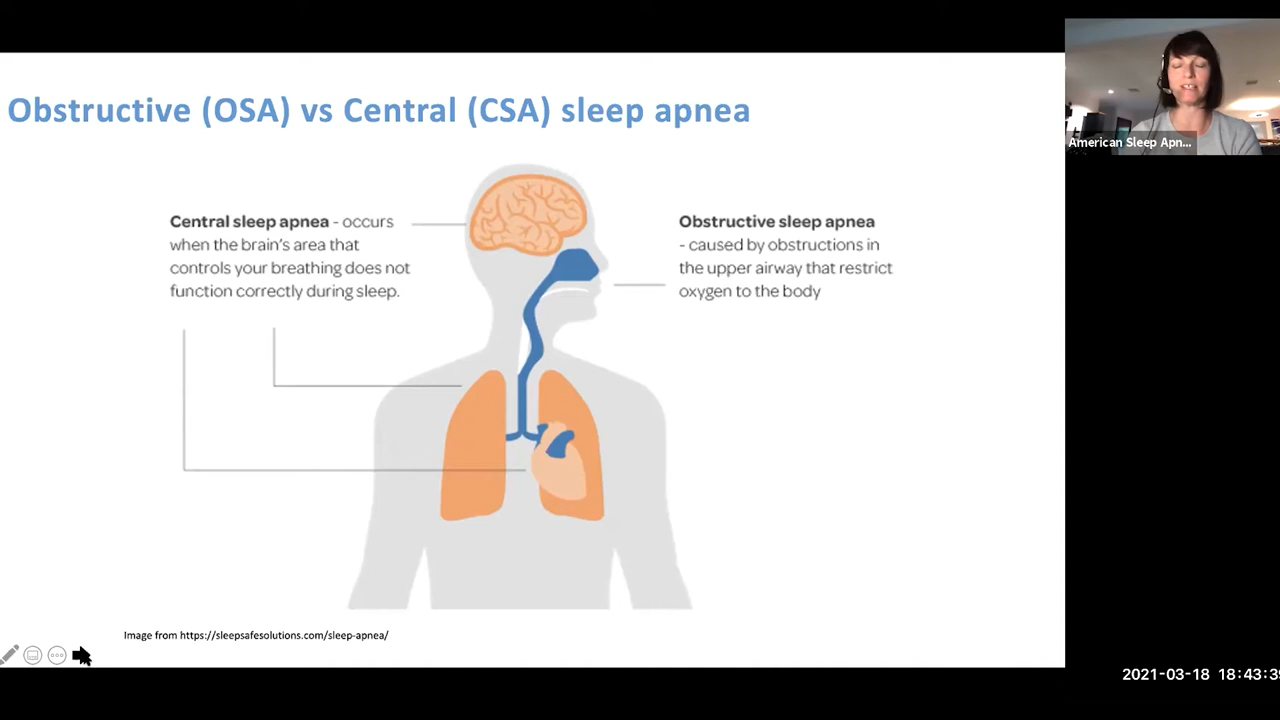 Obstructive (OSA) vs Central (CSA) sleep apnea
Central sleep apnea - occurs
when the brain's area that
controls your breathing does not
function correctly during sleep.
Obstructive sleep apnea
- caused by obstructions in
the upper airway that restrict
oxygen to the body
Image from https://sleepsafesolutions.com/sleep-apnea/
American Sleep Apn...
2021-03-18 18:43:39